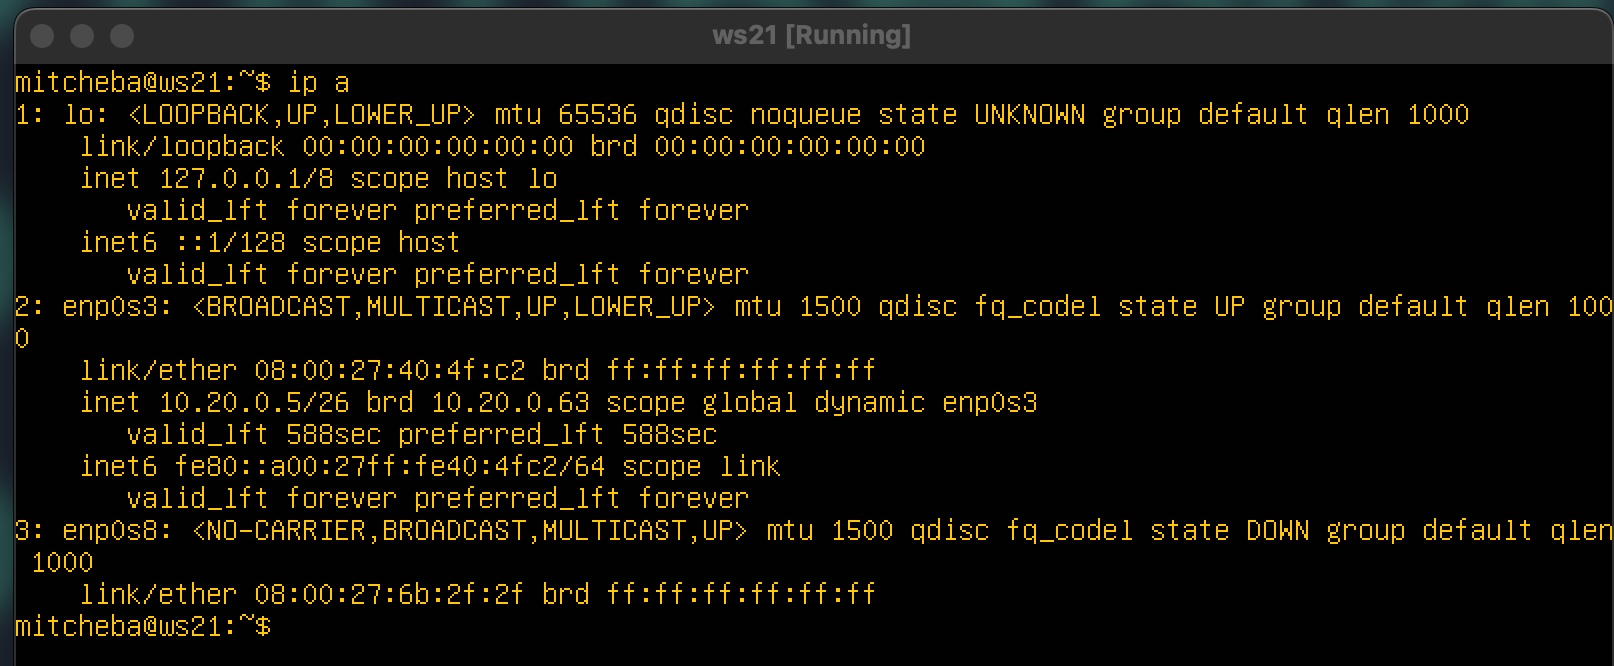 ws21 [Running]
mitcheba@ws21:~$ ip a
1: lo: <LOOPBACK,UP,LOWER_UP> mtu 65536 qdisc noqueue state UNKNOWN group default qlen 1000
    link/loopback 00:00:00:00:00:00 brd 00:00:00:00:00:00
    inet 127.0.0.1/8 scope host lo
       valid_lft forever preferred_lft forever
    inet6 ::1/128 scope host
       valid_lft forever preferred_lft forever
2: enp0s3: <BROADCAST,MULTICAST,UP,LOWER_UP> mtu 1500 qdisc fq_codel state UP group default qlen 100
0
    link/ether 08:00:27:40:4f:c2 brd ff:ff:ff:ff:ff:ff
    inet 10.20.0.5/26 brd 10.20.0.63 scope global dynamic enp0s3
       valid_lft 588sec preferred_lft 588sec
    inet6 fe80::a00:27ff:fe40:4fc2/64 scope link
       valid_lft forever preferred_lft forever
3: enp0s8: <NO-CARRIER,BROADCAST,MULTICAST,UP> mtu 1500 qdisc fq_codel state DOWN group default qlen
 1000
    link/ether 08:00:27:6b:2f:2f brd ff:ff:ff:ff:ff:ff
mitcheba@ws21:~$